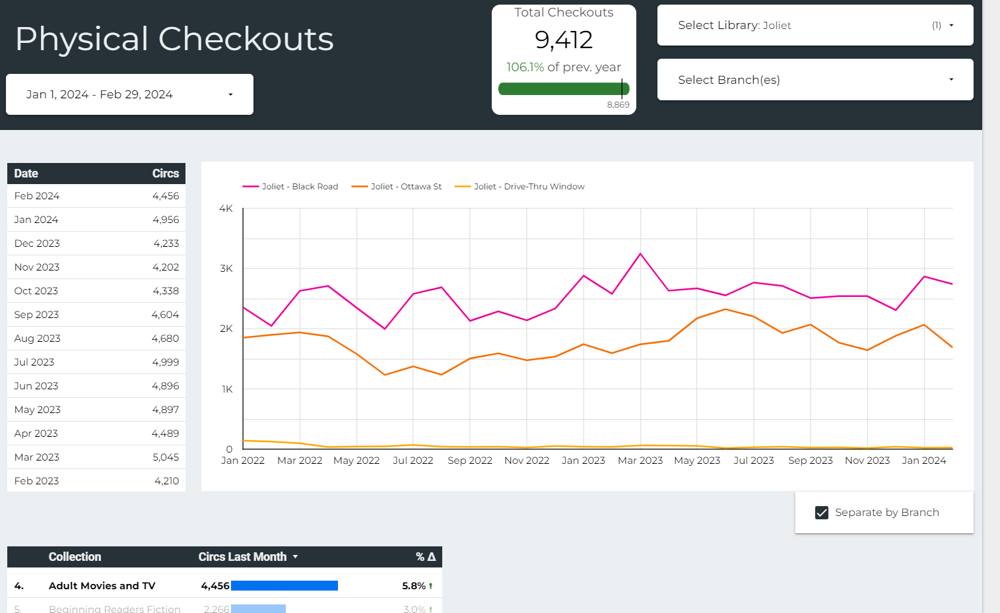 Physical Checkouts
Jan 1, 2024 - Feb 29, 2024
Total Checkouts
9,412
106.1% of prev. year
8,869
Select Library: Joliet (1)
Select Branch(es)
Date Circs
Feb 2024 4,456
Jan 2024 4,956
Dec 2023 4,233
Nov 2023 4,202
Oct 2023 4,338
Sep 2023 4,604
Aug 2023 4,680
Jul 2023 4,999
Jun 2023 4,896
May 2023 4,897
Apr 2023 4,489
Mar 2023 5,045
Feb 2023 4,210
Joliet - Black Road Joliet - Ottawa St Joliet - Drive-Thru Window
4K
3K
2K
1K
0
Jan 2022 Mar 2022 May 2022 Jul 2022 Sep 2022 Nov 2022 Jan 2023 Mar 2023 May 2023 Jul 2023 Sep 2023 Nov 2023 Jan 2024
Separate by Branch
Collection Circs Last Month % Δ
4. Adult Movies and TV 4,456 5.8%
5. Beginning Readers Fiction 2,266 3.0%